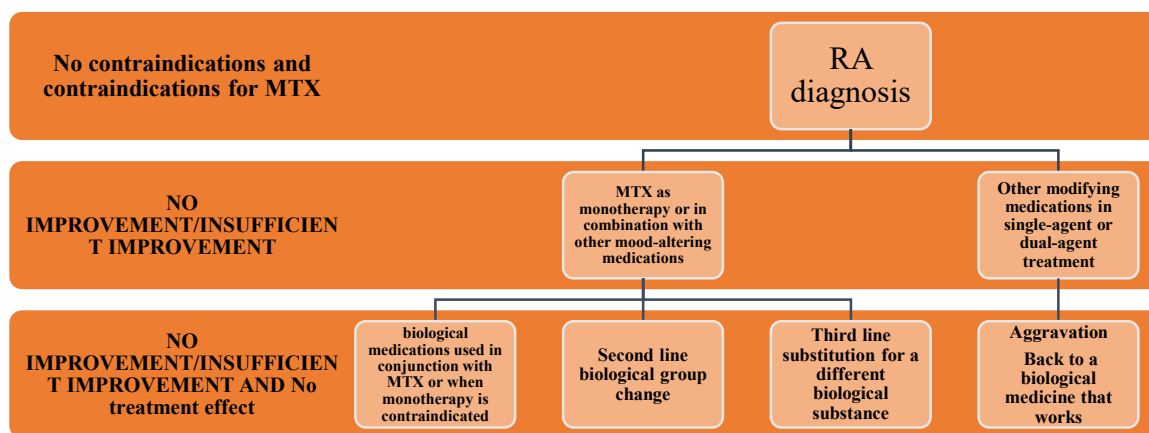 No contraindications and
contraindications for MTX
RA
diagnosis
NO
IMPROVEMENT/INSUFFICIEN
T IMPROVEMENT
MTX as
monotherapy or in
combination with
other mood-altering
medications
Other modifying
medications in
single-agent or
dual-agent
treatment
NO
IMPROVEMENT/INSUFFICIEN
T IMPROVEMENT AND No
treatment effect
biological
medications used in
conjunction with
MTX or when
monotherapy is
contraindicated
Second line
biological group
change
Third line
substitution for a
different
biological
substance
Aggravation
Back to a
biological
medicine that
works